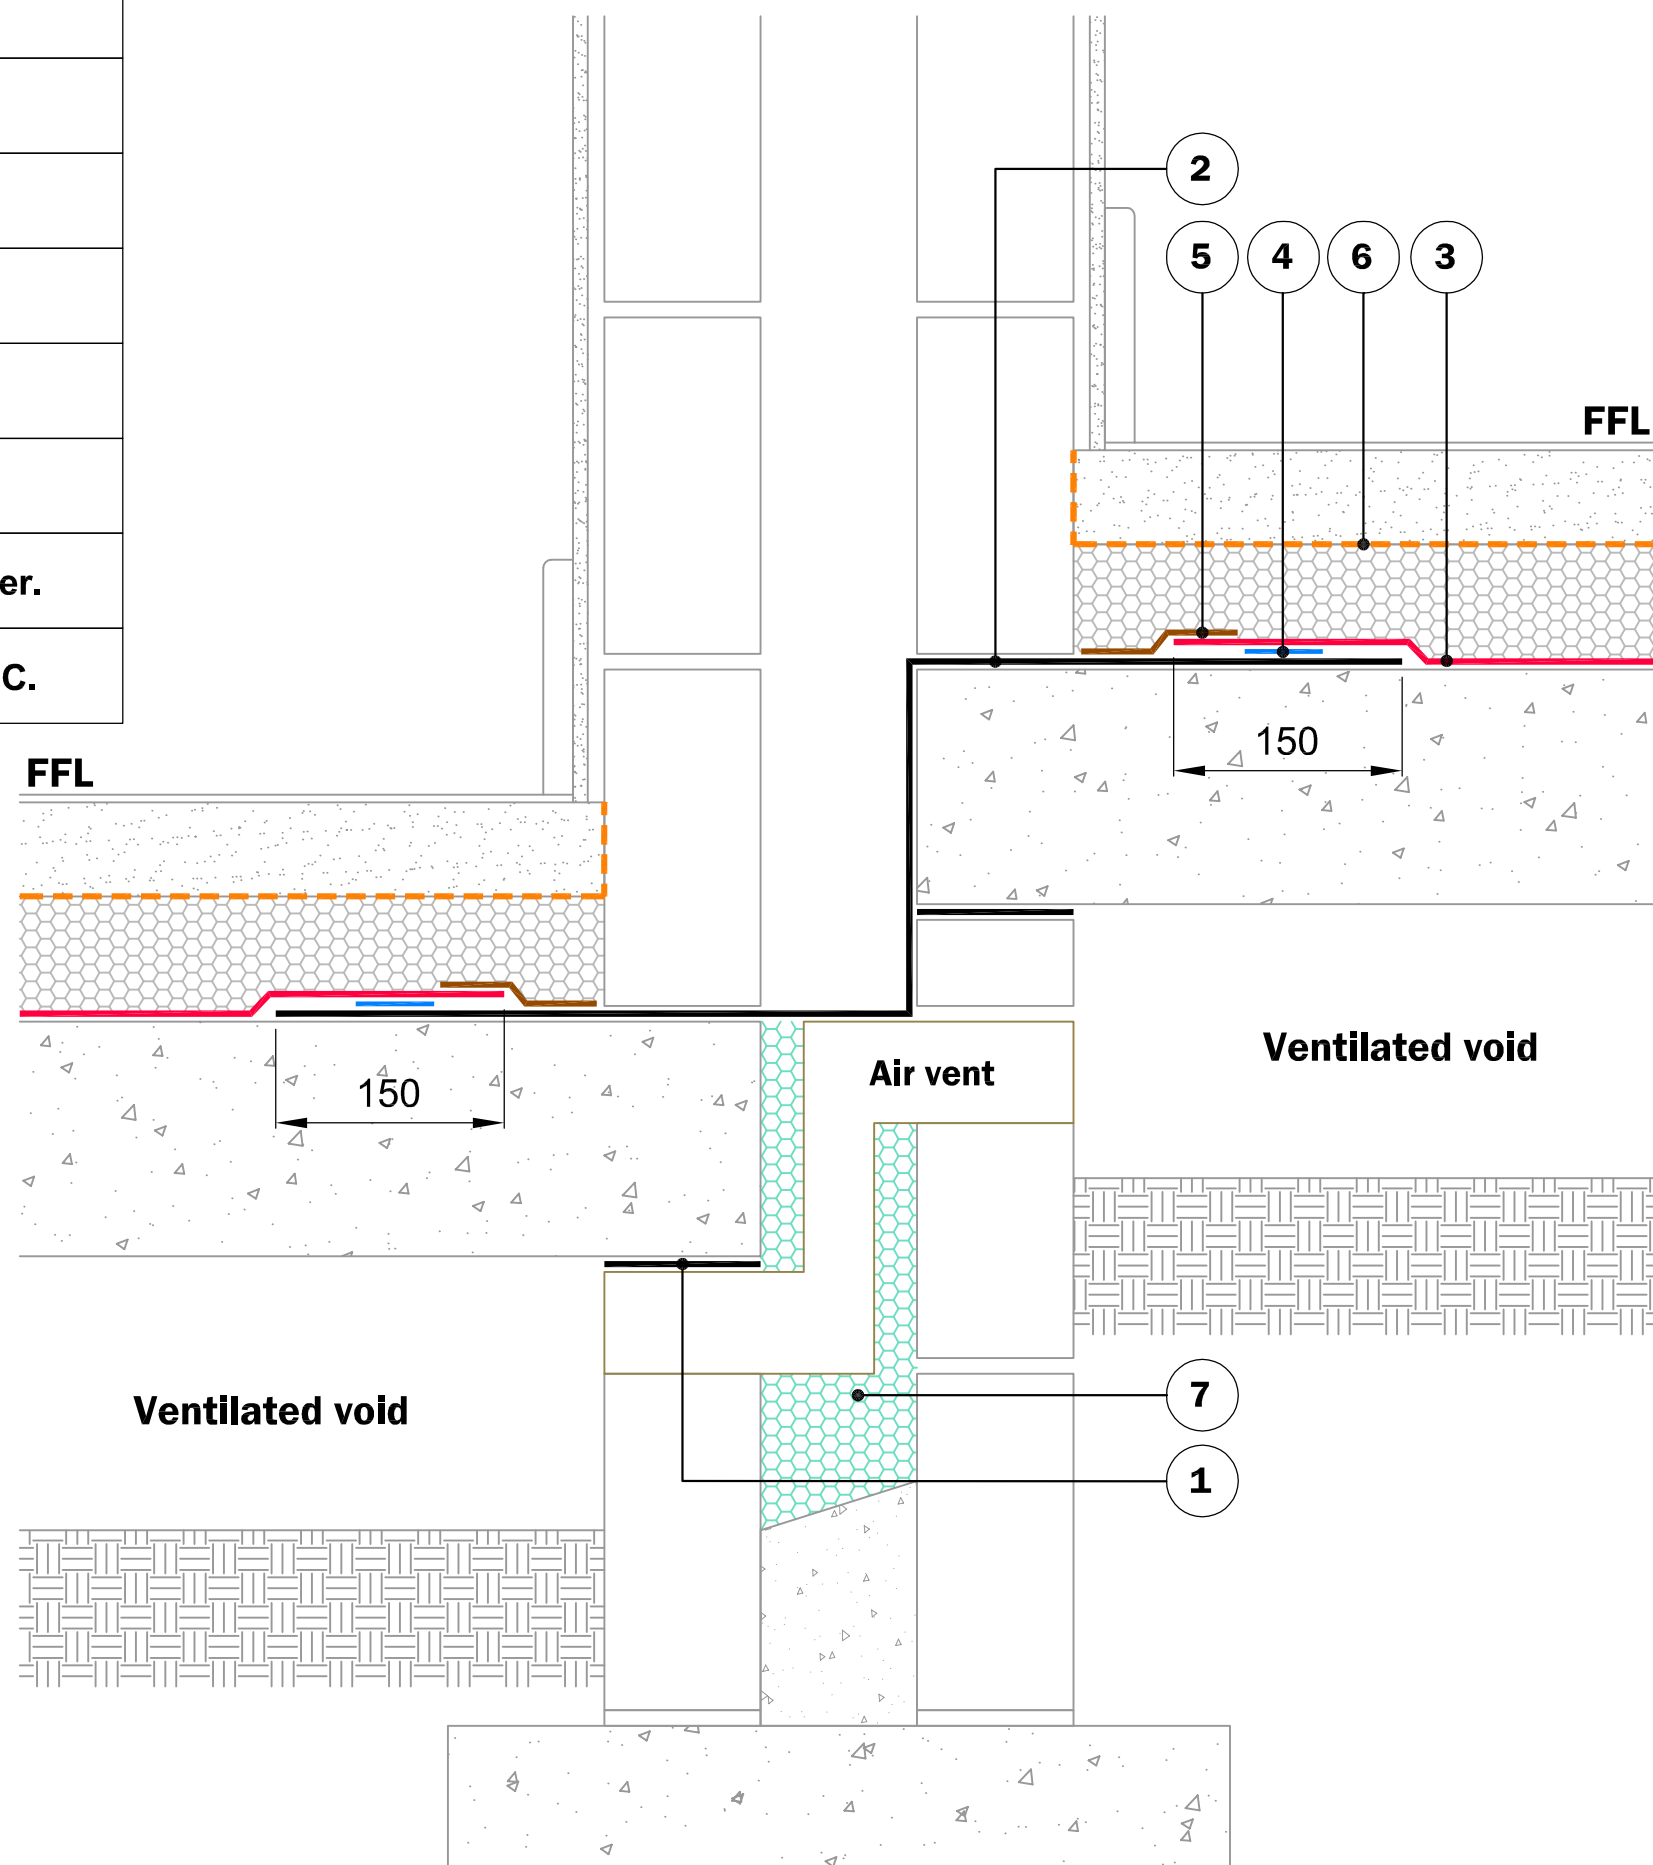 2
5 4 6 3
FFL
er.
C.
150
FFL
Ventilated void
Air vent
150
7
Ventilated void
1